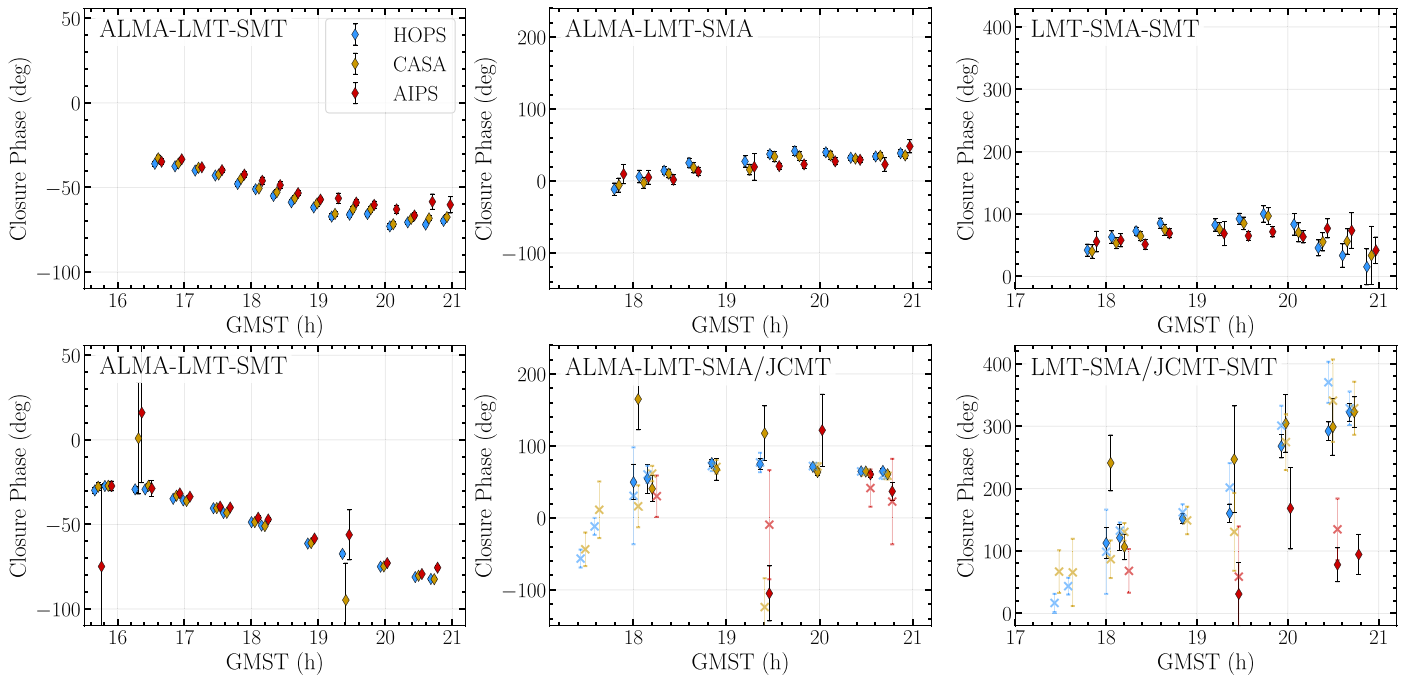 ALMA-LMT-SMT
HOPS
CASA
AIPS
Closure Phase (deg)
50
0
−50
−100
16 17 18 19 20 21
GMST (h)
ALMA-LMT-SMA
Closure Phase (deg)
200
100
0
−100
18 19 20 21
GMST (h)
LMT-SMA-SMT
Closure Phase (deg)
400
300
200
100
0
17 18 19 20 21
GMST (h)
ALMA-LMT-SMT
Closure Phase (deg)
50
0
−50
−100
16 17 18 19 20 21
GMST (h)
ALMA-LMT-SMA/JCMT
Closure Phase (deg)
200
100
0
−100
18 19 20 21
GMST (h)
LMT-SMA/JCMT-SMT
Closure Phase (deg)
400
300
200
100
0
17 18 19 20 21
GMST (h)